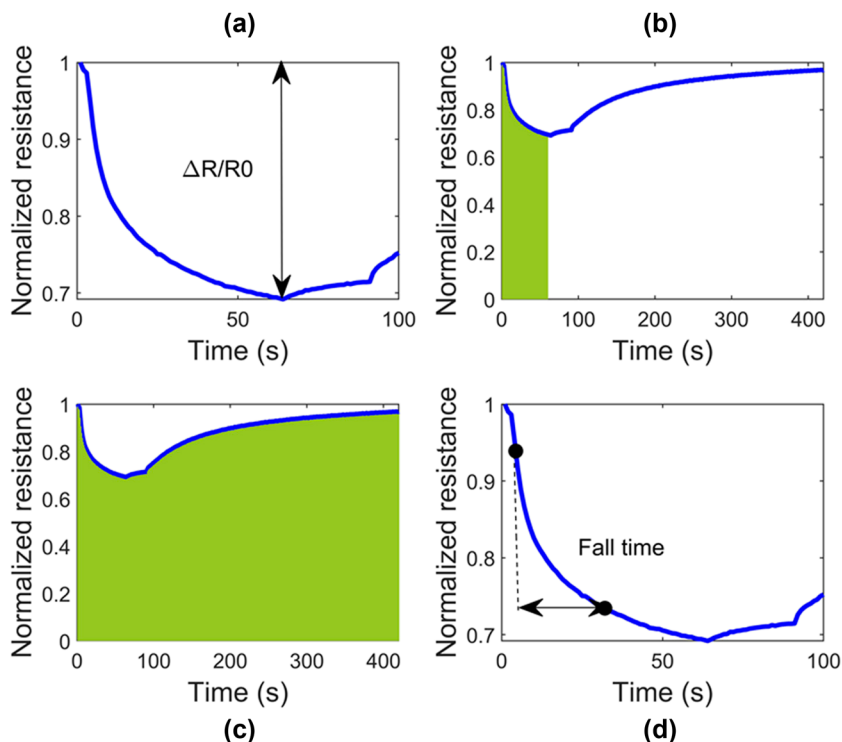 (a)
Normalized resistance
1
0.9
0.8
0.7
0
50
100
Time (s)
ΔR/R0
(b)
Normalized resistance
1
0.8
0.6
0.4
0.2
0
0
100
200
300
400
Time (s)
Normalized resistance
1
0.8
0.6
0.4
0.2
0
0
100
200
300
400
Time (s)
(c)
Normalized resistance
1
0.9
0.8
0.7
0
50
100
Time (s)
Fall time
(d)